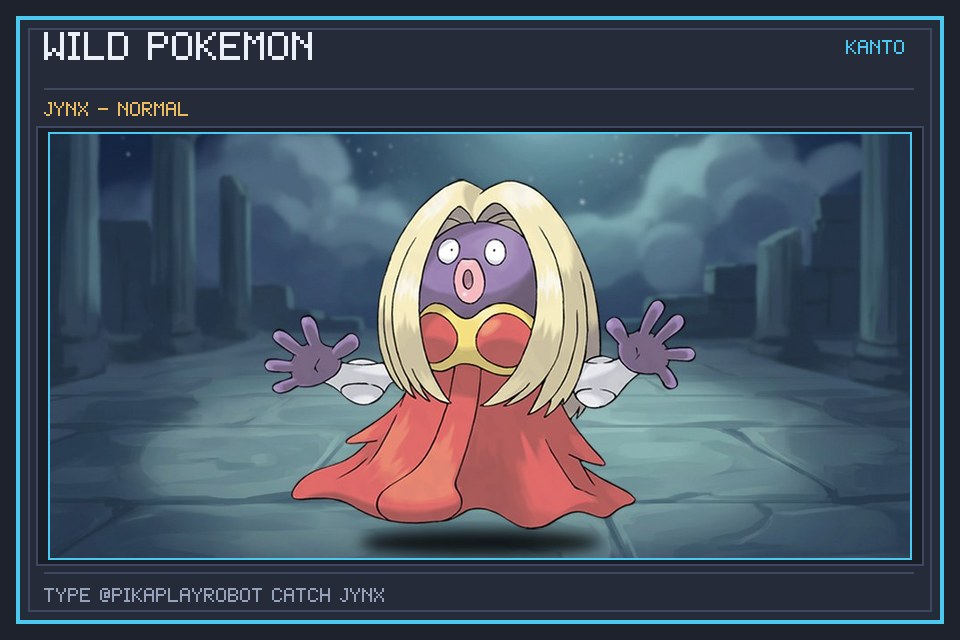 WILD POKEMON
KANTO
JYNX - NORMAL
TYPE @PIKAPLAYROBOT CATCH JYNX